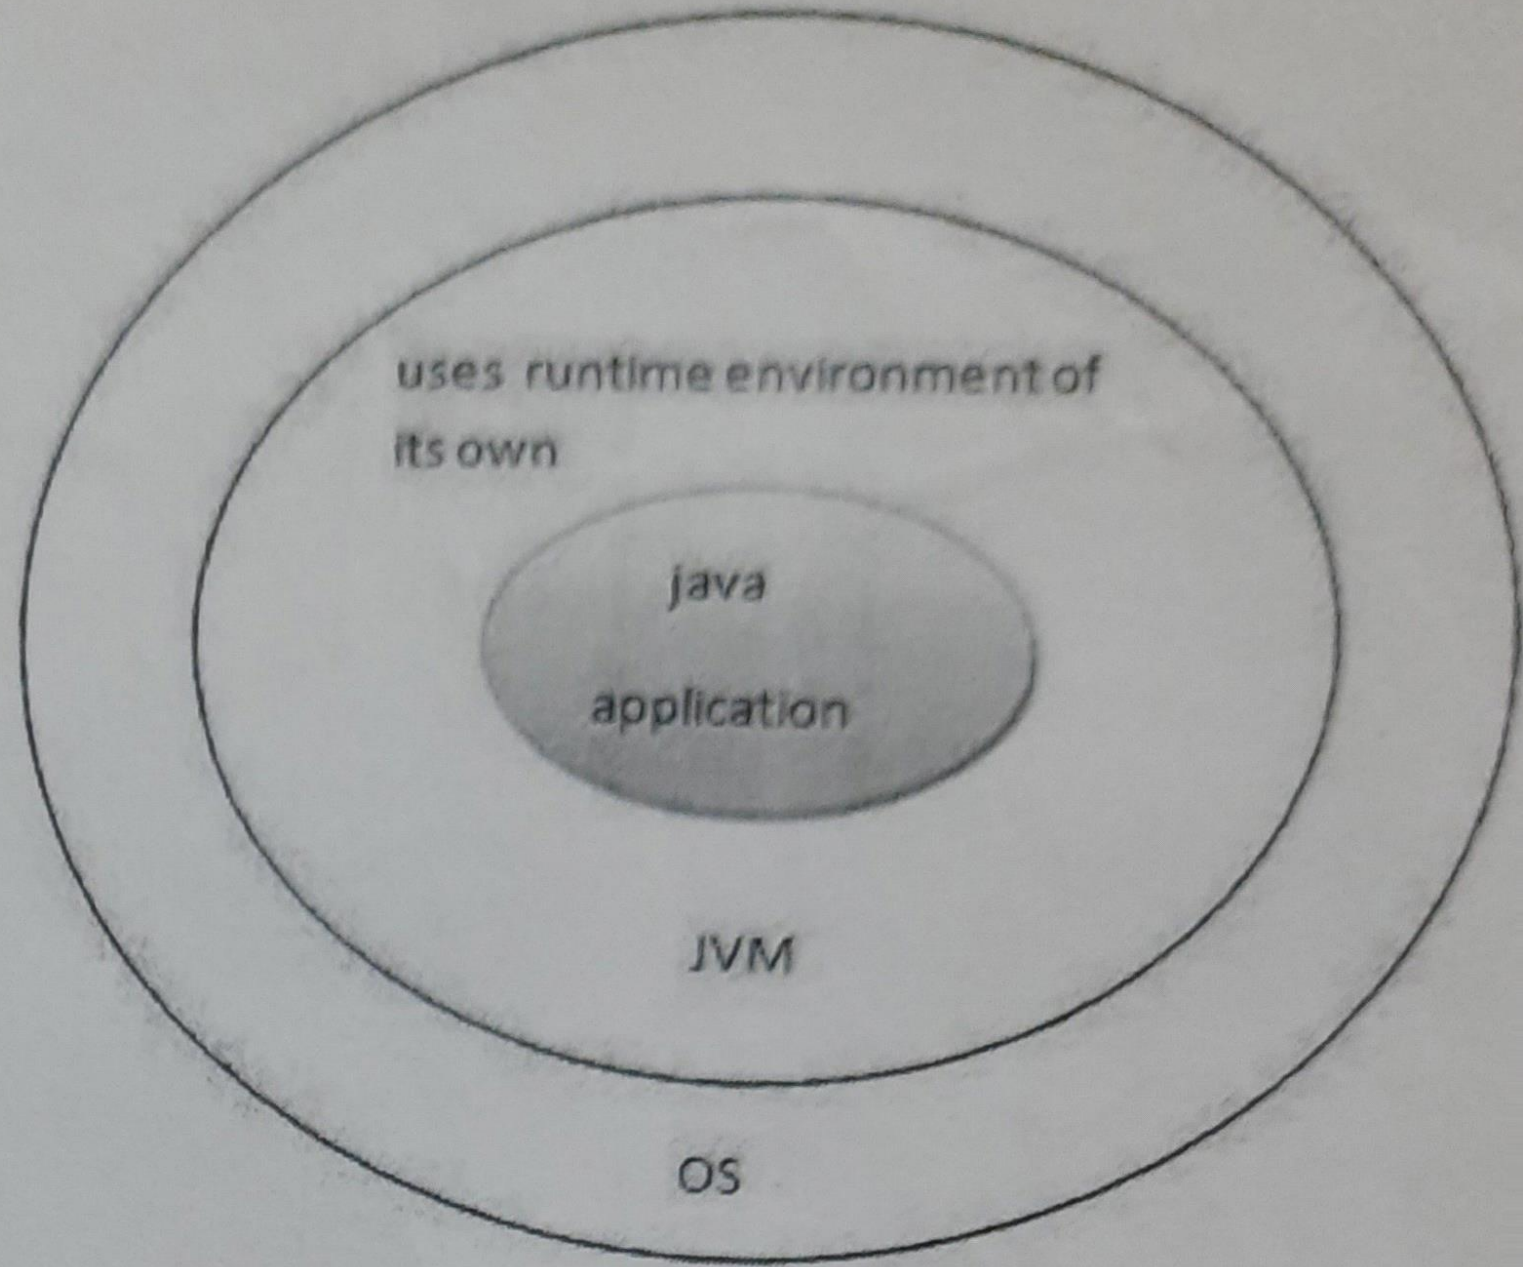 uses runtime environment of
its own
java
application
JVM
OS